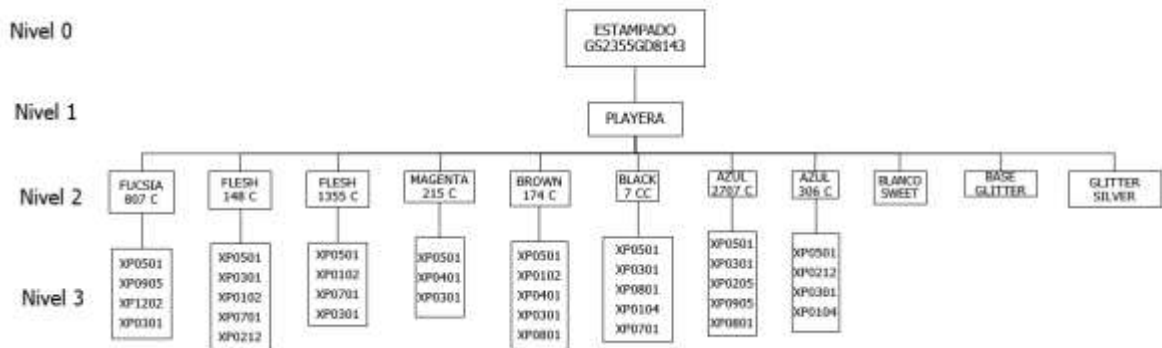 Nivel 0
ESTAMPADO
GS2355GD8143
Nivel 1
PLAYERA
Nivel 2
FUCSIA
807 C
FLESH
148 C
FLESH
1355 C
MAGENTA
215 C
BROWN
174 C
BLACK
7 CC
AZUL
2707 C
AZUL
306 C
BLANCO
SWEET
BASE
GLITTER
GLITTER
SILVER
Nivel 3
XP0501
XP0905
XP1202
XP0301
XP0501
XP0301
XP0102
XP0701
XP0212
XP0501
XP0102
XP0701
XP0301
XP0501
XP0401
XP0301
XP0501
XP0102
XP0401
XP0301
XP0801
XP0501
XP0301
XP0801
XP0104
XP0701
XP0501
XP0301
XP0205
XP0905
XP0801
XP0501
XP0212
XP0301
XP0104